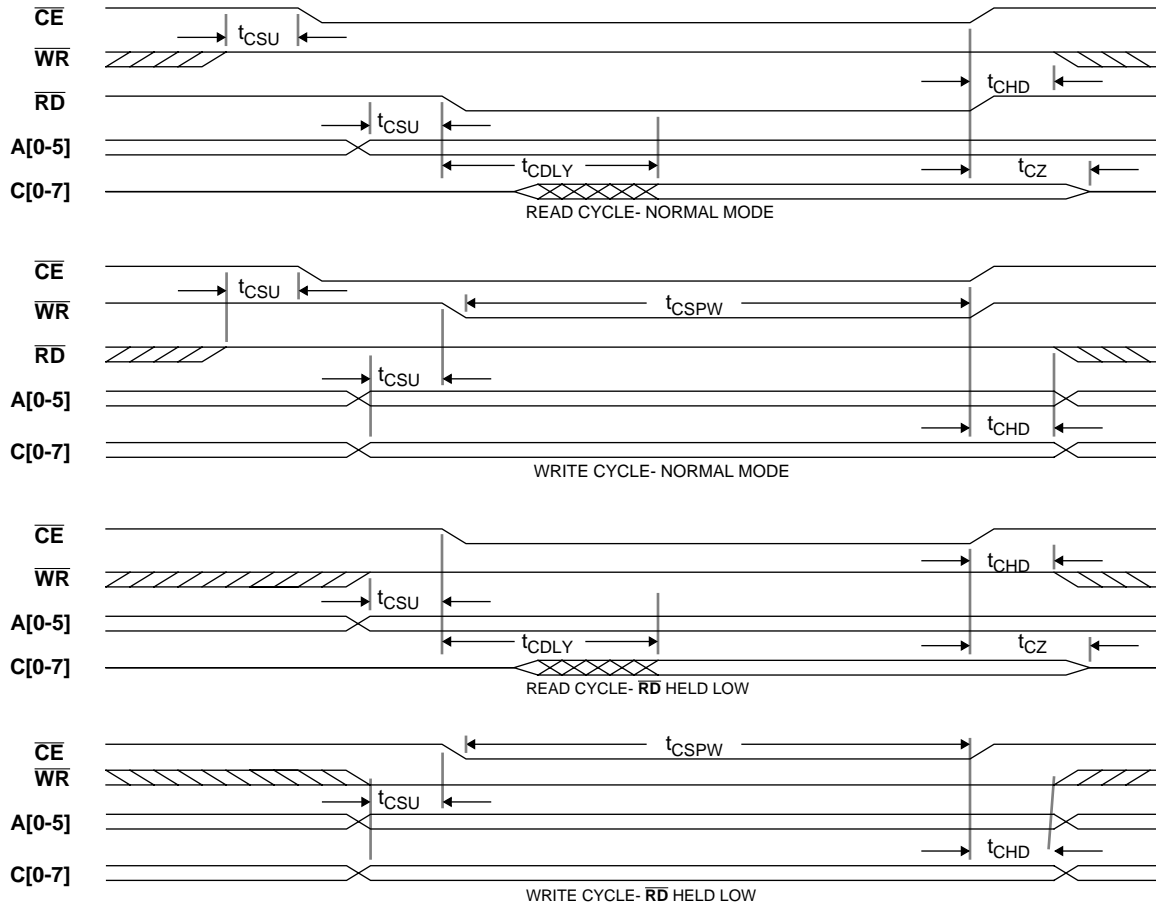 CE
tCSU
WR
tCHD
RD
tCSU
A[0-5]
tCDLY
tCZ
C[0-7]
READ CYCLE- NORMAL MODE
CE
tCSU
WR
tCSPW
RD
tCSU
A[0-5]
tCHD
C[0-7]
WRITE CYCLE- NORMAL MODE
CE
tCHD
WR
tCSU
A[0-5]
tCDLY
tCZ
C[0-7]
READ CYCLE- RD HELD LOW
CE
tCSPW
WR
tCSU
A[0-5]
tCHD
C[0-7]
WRITE CYCLE- RD HELD LOW